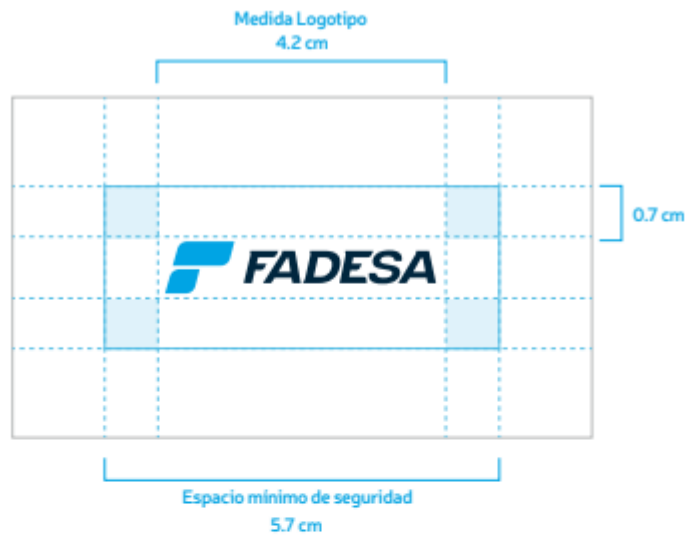 Medida Logotipo
4.2 cm
0.7 cm
FADESA
Espacio mínimo de seguridad
5.7 cm